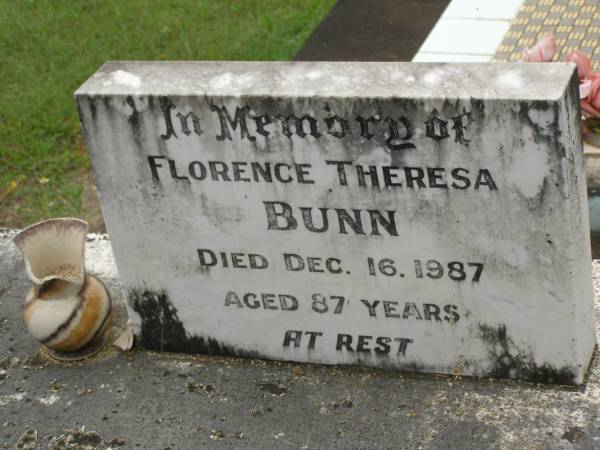 In Memory of
FLORENCE THERESA
BUNN
DIED DEC. 16. 1987
AGED 87 YEARS
AT REST